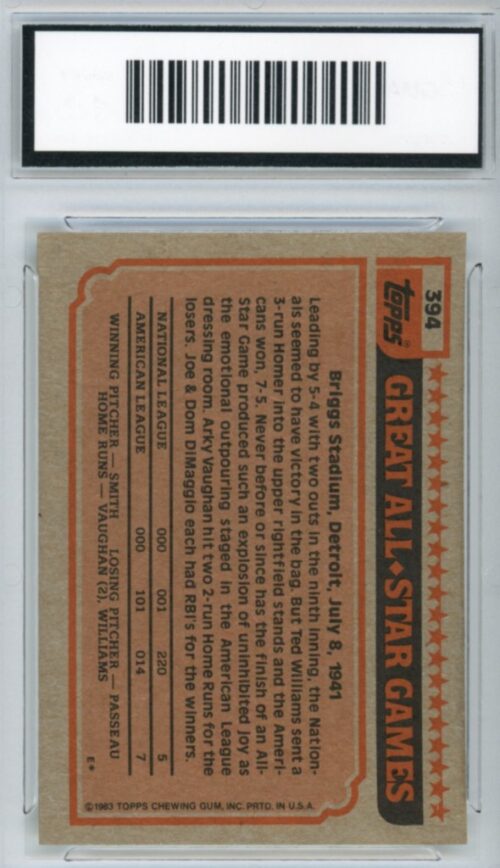 394
topps®
GREAT ALL◆STAR GAMES
Briggs Stadium, Detroit, July 8, 1941
Leading by 5-4 with two outs in the ninth inning, the Nation-
als seemed to have victory in the bag. But Ted Williams sent a
3-run Homer into the upper rightfield stands and the Ameri-
cans won, 7-5. Never before or since has the finish of an All-
Star Game produced such an explosion of uninhibited joy as
the emotional outpouring staged in the American League
dressing room. Arky Vaughan hit two 2-run Home Runs for the
losers. Joe & Dom DiMaggio each had RBI's for the winners.
NATIONAL LEAGUE 000 001 220 5
AMERICAN LEAGUE 000 101 014 7
WINNING PITCHER — SMITH LOSING PITCHER — PASSEAU
HOME RUNS — VAUGHAN (2), WILLIAMS
E*
©1983 TOPPS CHEWING GUM, INC. PRTD. IN U.S.A.